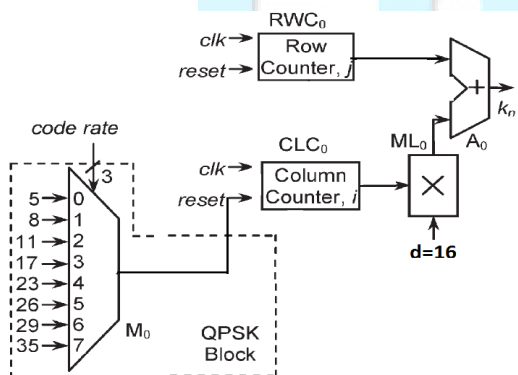 RWC₀
clk
reset
Row
Counter, j
+
kₙ
A₀
ML₀
×
d=16
CLC₀
clk
reset
Column
Counter, i
code rate
3
5 0
8 1
11 2
17 3
23 4
26 5
29 6
35 7
M₀
QPSK
Block